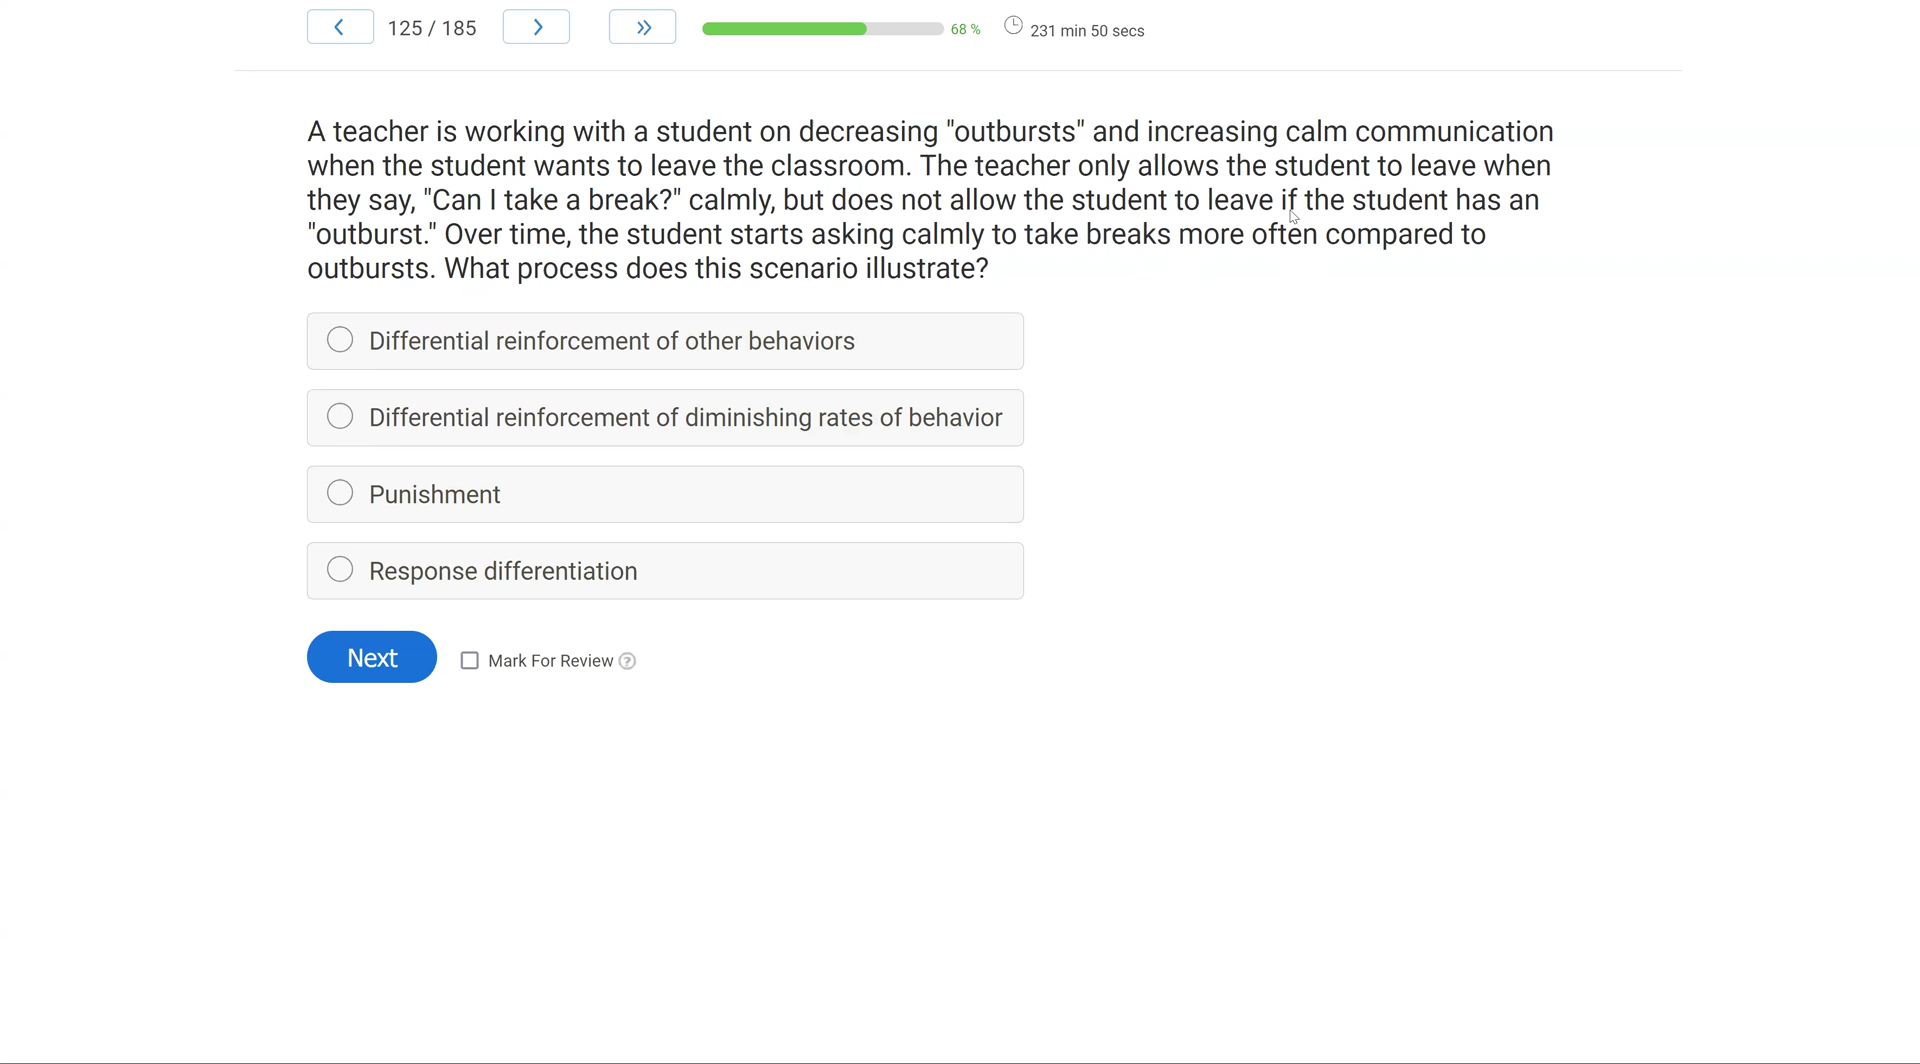 125 / 185
68 %
231 min 50 secs
A teacher is working with a student on decreasing "outbursts" and increasing calm communication
when the student wants to leave the classroom. The teacher only allows the student to leave when
they say, "Can I take a break?" calmly, but does not allow the student to leave if the student has an
"outburst." Over time, the student starts asking calmly to take breaks more often compared to
outbursts. What process does this scenario illustrate?
Differential reinforcement of other behaviors
Differential reinforcement of diminishing rates of behavior
Punishment
Response differentiation
Next
Mark For Review ?